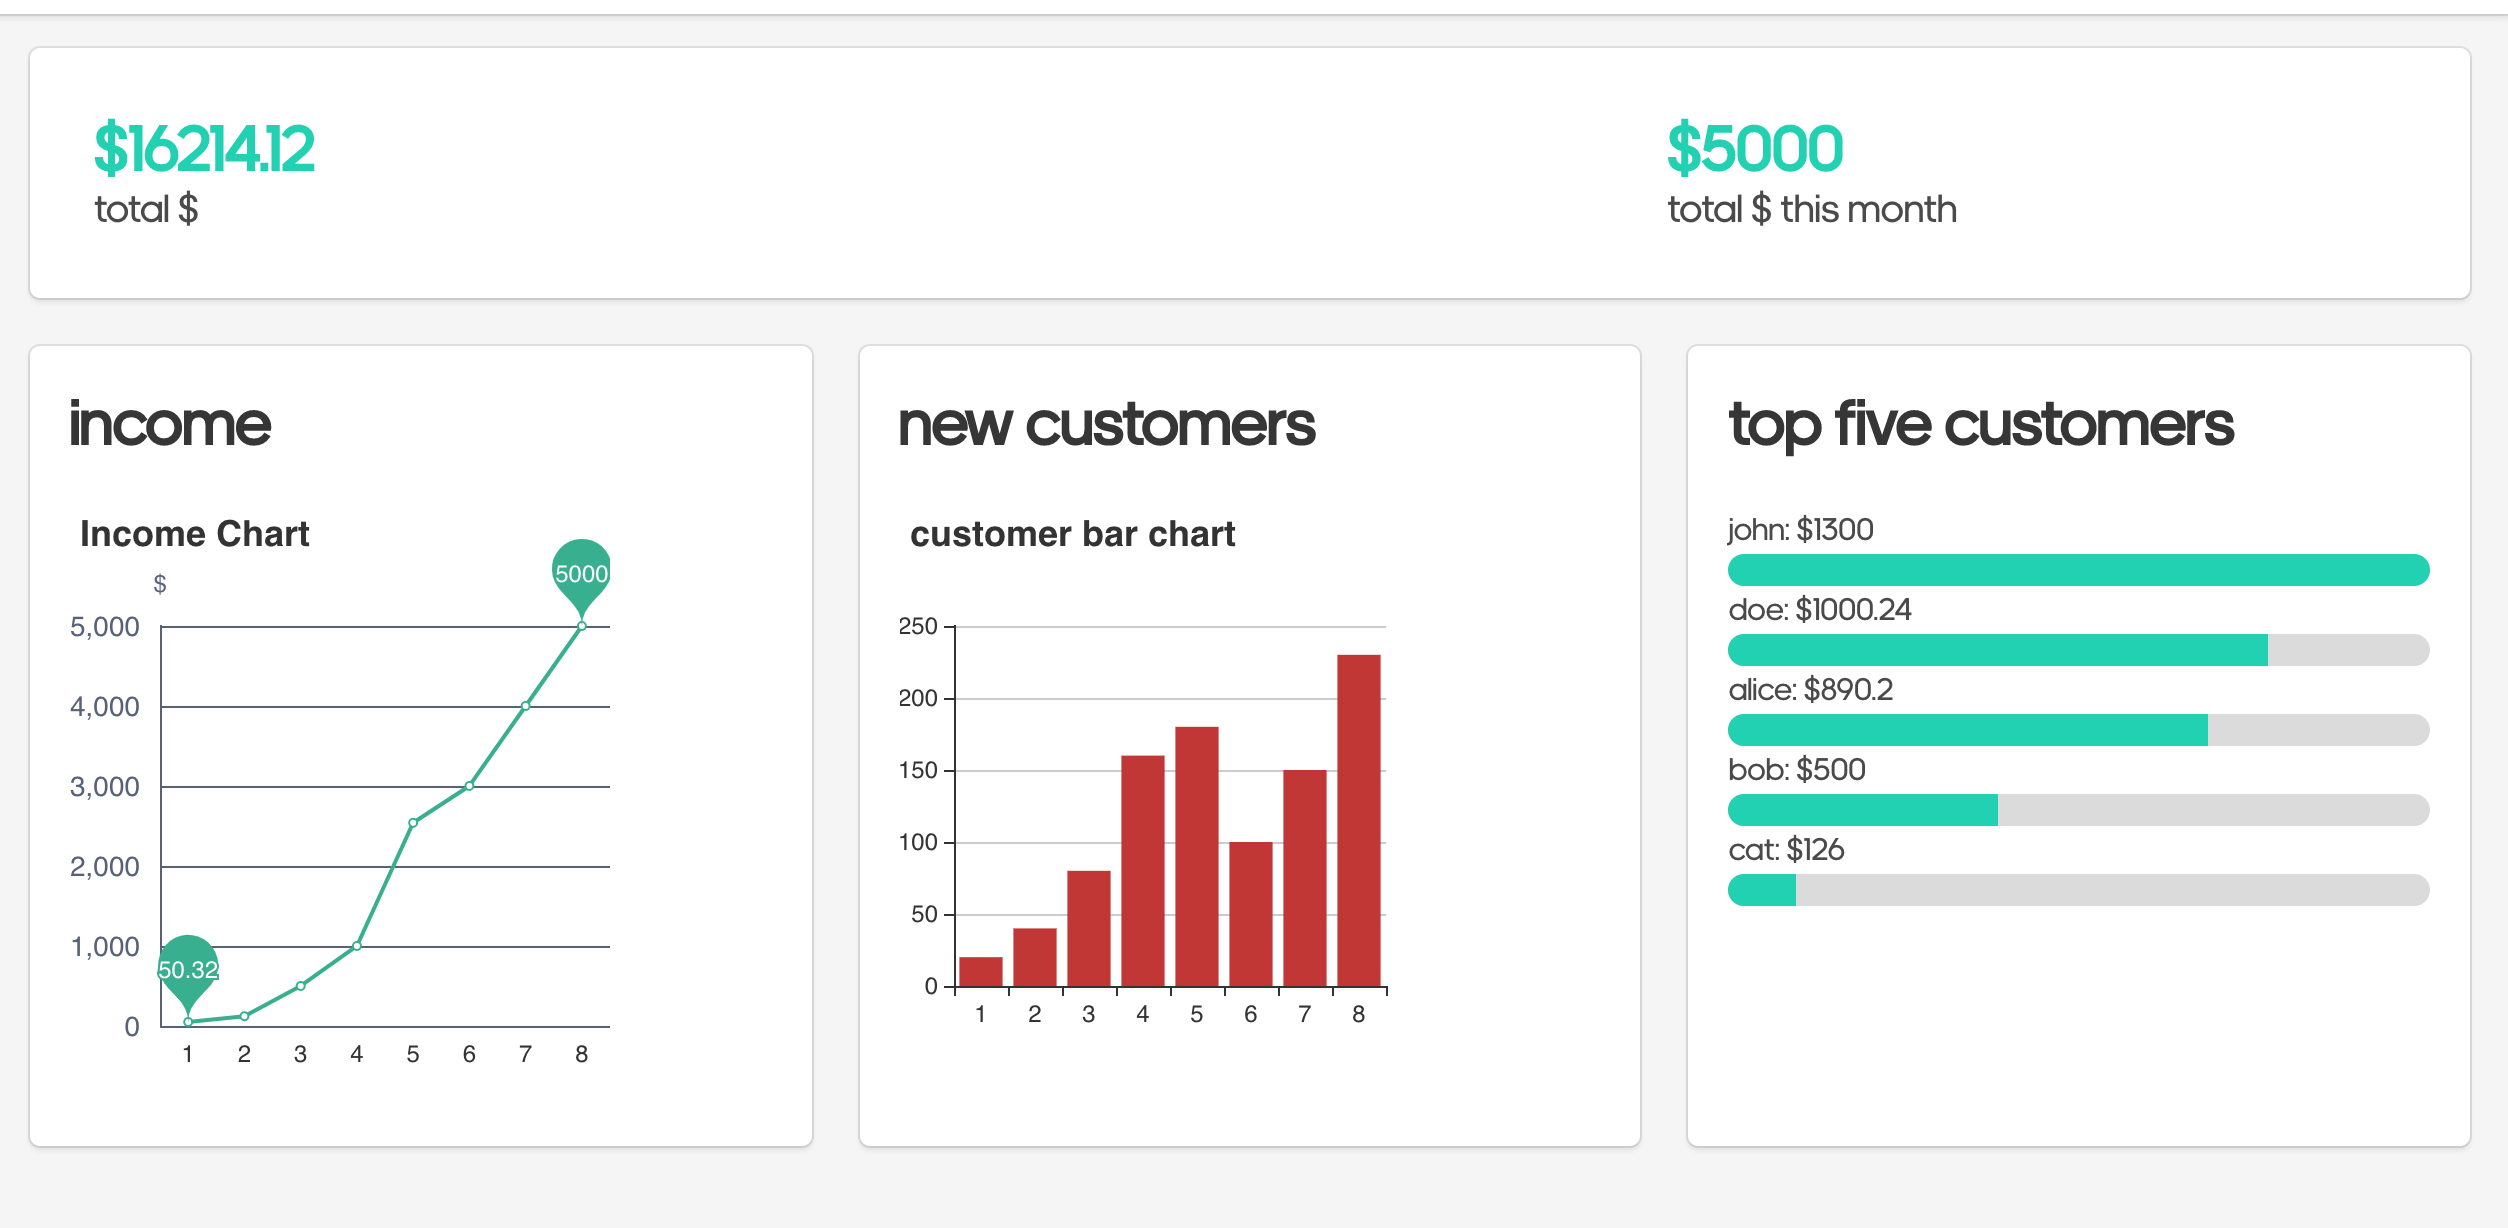 $16214.12
total $
$5000
total $ this month
income
Income Chart
$
5000
5,000
4,000
3,000
2,000
1,000
50.32
0
1 2 3 4 5 6 7 8
new customers
customer bar chart
250
200
150
100
50
0
1 2 3 4 5 6 7 8
top five customers
john: $1300
doe: $1000.24
alice: $890.2
bob: $500
cat: $126